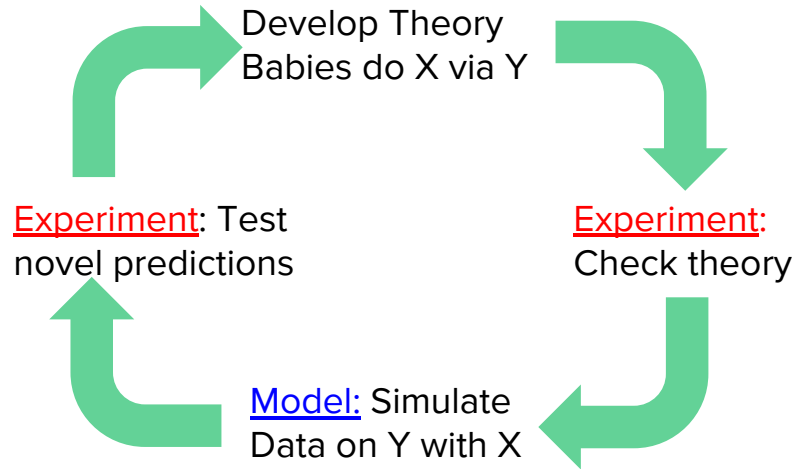 Develop Theory
Babies do X via Y
Experiment:
Check theory
Model: Simulate
Data on Y with X
Experiment: Test
novel predictions